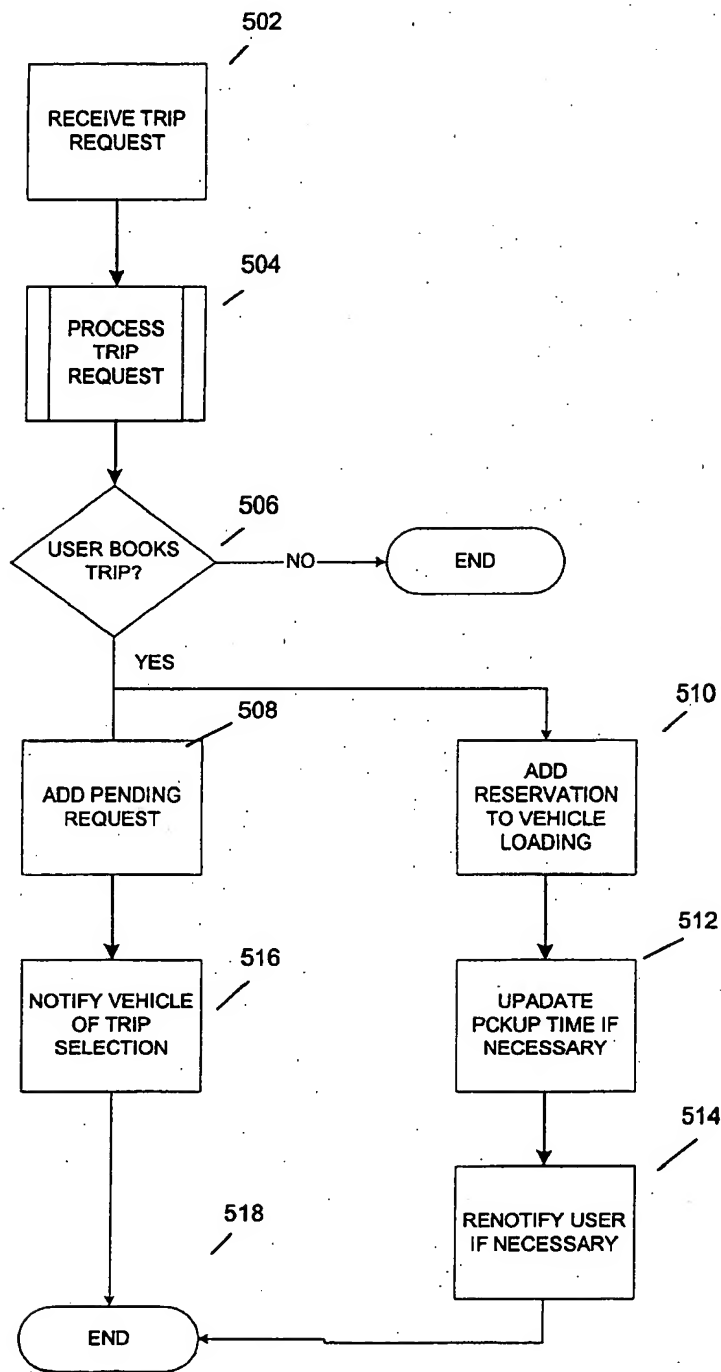 502
RECEIVE TRIP
REQUEST
504
PROCESS
TRIP
REQUEST
506
USER BOOKS
TRIP?
NO
END
YES
508
ADD PENDING
REQUEST
510
ADD
RESERVATION
TO VEHICLE
LOADING
516
NOTIFY VEHICLE
OF TRIP
SELECTION
512
UPADATE
PCKUP TIME IF
NECESSARY
514
RENOTIFY USER
IF NECESSARY
518
END